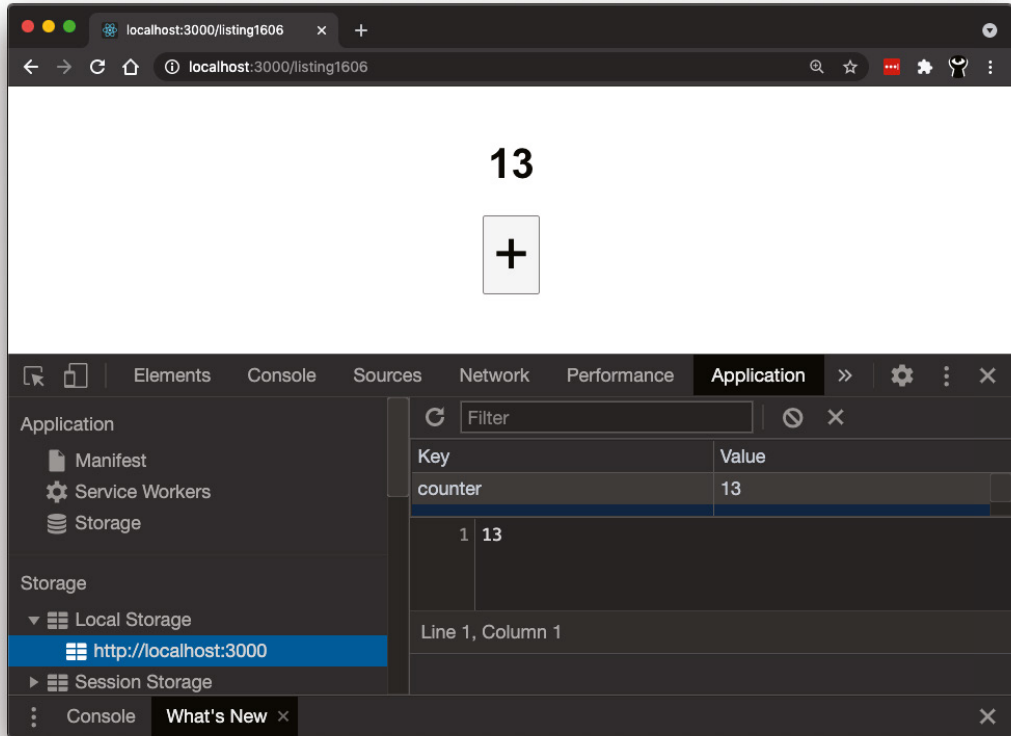 localhost:3000/listing1606
localhost:3000/listing1606
13
+
Elements Console Sources Network Performance Application »
Application
Manifest
Service Workers
Storage
Storage
Local Storage
http://localhost:3000
Session Storage
Filter
Key Value
counter 13
1 13
Line 1, Column 1
Console What's New